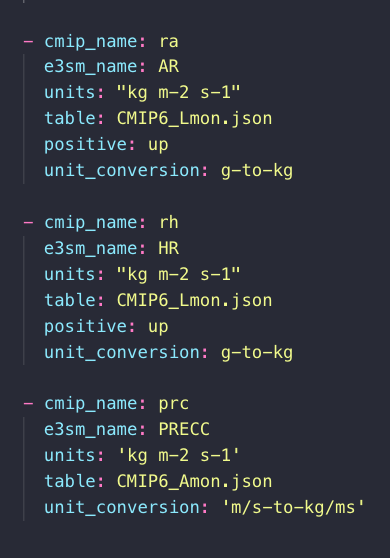 - cmip_name: ra
e3sm_name: AR
units: "kg m-2 s-1"
table: CMIP6_Lmon.json
positive: up
unit_conversion: g-to-kg
- cmip_name: rh
e3sm_name: HR
units: "kg m-2 s-1"
table: CMIP6_Lmon.json
positive: up
unit_conversion: g-to-kg
- cmip_name: prc
e3sm_name: PRECC
units: 'kg m-2 s-1'
table: CMIP6_Amon.json
unit_conversion: 'm/s-to-kg/ms'